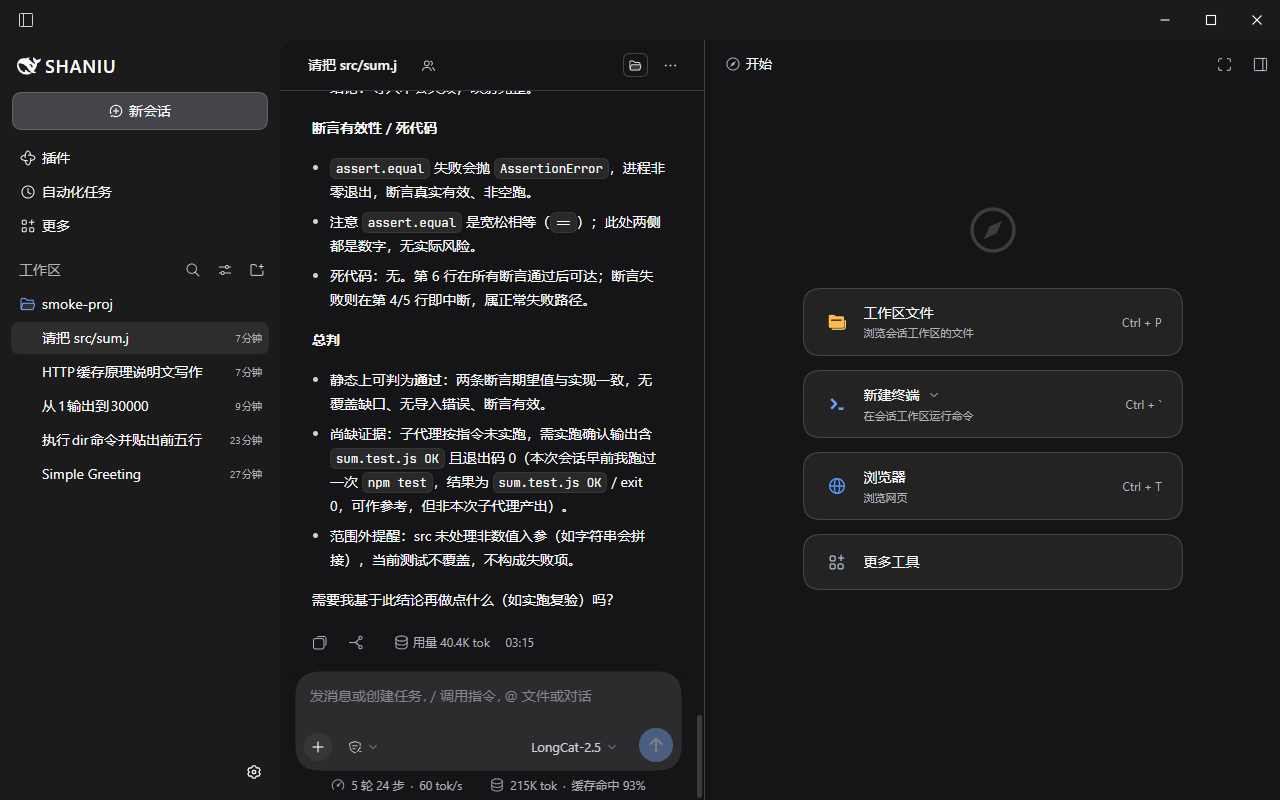 SHANIU
新会话
插件
自动化任务
更多
工作区
smoke-proj
请把 src/sum.j 7分钟
HTTP缓存原理说明文写作 7分钟
从1输出到30000 9分钟
执行dir命令并贴出前五行 23分钟
Simple Greeting 27分钟
请把 src/sum.j
断言有效性 / 死代码
assert.equal 失败会抛 AssertionError，进程非
零退出，断言真实有效、非空跑。
注意 assert.equal 是宽松相等（==）；此处两侧
都是数字，无实际风险。
死代码：无。第 6 行在所有断言通过后可达；断言失
败则在第 4/5 行即中断，属正常失败路径。
总判
静态上可判为通过：两条断言期望值与实现一致，无
覆盖缺口、无导入错误、断言有效。
尚缺证据：子代理按指令未实跑，需实跑确认输出含
sum.test.js OK 且退出码 0（本次会话早前我跑过
一次 npm test，结果为 sum.test.js OK / exit
0，可作参考，但非本次子代理产出）。
范围外提醒：src 未处理非数值入参（如字符串会拼
接），当前测试不覆盖，不构成失败项。
需要我基于此结论再做点什么（如实跑复验）吗？
用量 40.4K tok 03:15
发消息或创建任务，/ 调用指令，@ 文件或对话
LongCat-2.5
5 轮 24 步 · 60 tok/s 215K tok · 缓存命中 93%
开始
工作区文件
浏览会话工作区的文件
Ctrl + P
新建终端
在会话工作区运行命令
Ctrl + `
浏览器
浏览网页
Ctrl + T
更多工具